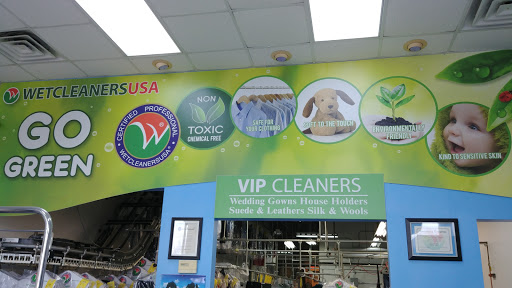 WETCLEANERSUSA
GO
GREEN
CERTIFIED PROFESSIONAL
WETCLEANERSUSA
NON
TOXIC
CHEMICAL FREE
SAFE FOR
YOUR CLOTHING
SOFT TO THE TOUCH
ENVIRONMENTALLY
FRIENDLY
KIND TO SENSITIVE SKIN
VIP CLEANERS
Wedding Gowns House Holders
Suede & Leathers Silk & Wools